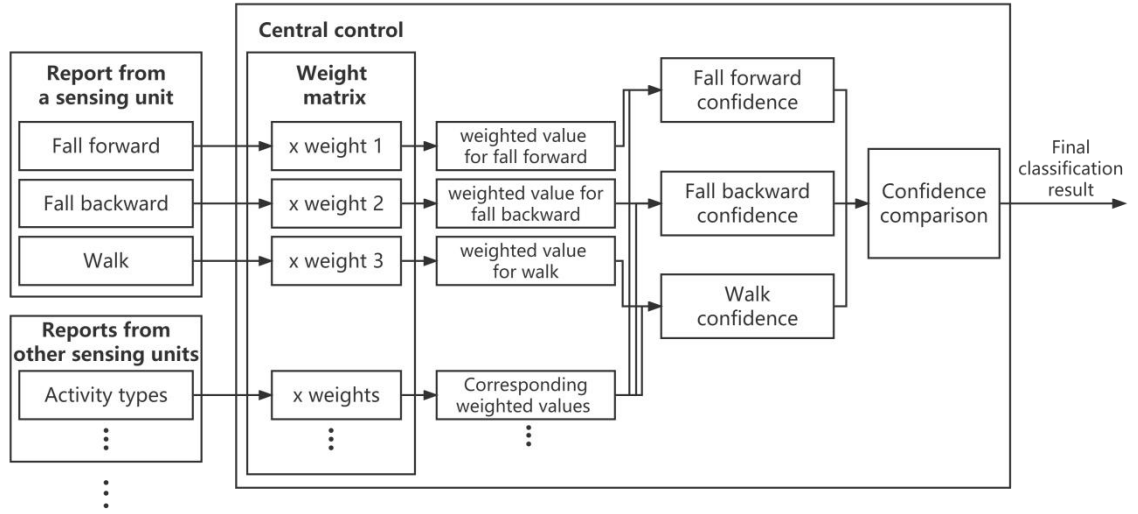 Central control
Report from
a sensing unit
Fall forward
Fall backward
Walk
Reports from
other sensing units
Activity types
Weight
matrix
x weight 1
x weight 2
x weight 3
x weights
weighted value
for fall forward
weighted value for
fall backward
weighted value
for walk
Corresponding
weighted values
Fall forward
confidence
Fall backward
confidence
Walk
confidence
Confidence
comparison
Final
classification
result